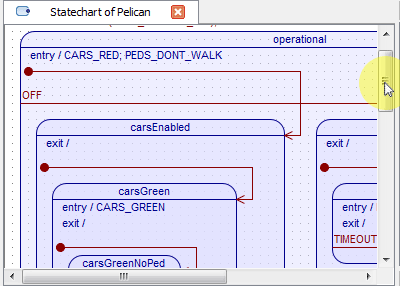 Statechart of Pelican
operational
entry / CARS_RED; PEDS_DONT_WALK
OFF
carsEnabled
exit /
exit /
carsGreen
entry / CARS_GREEN
exit /
entry /
exit /
TIMEOUT
carsGreenNoPed